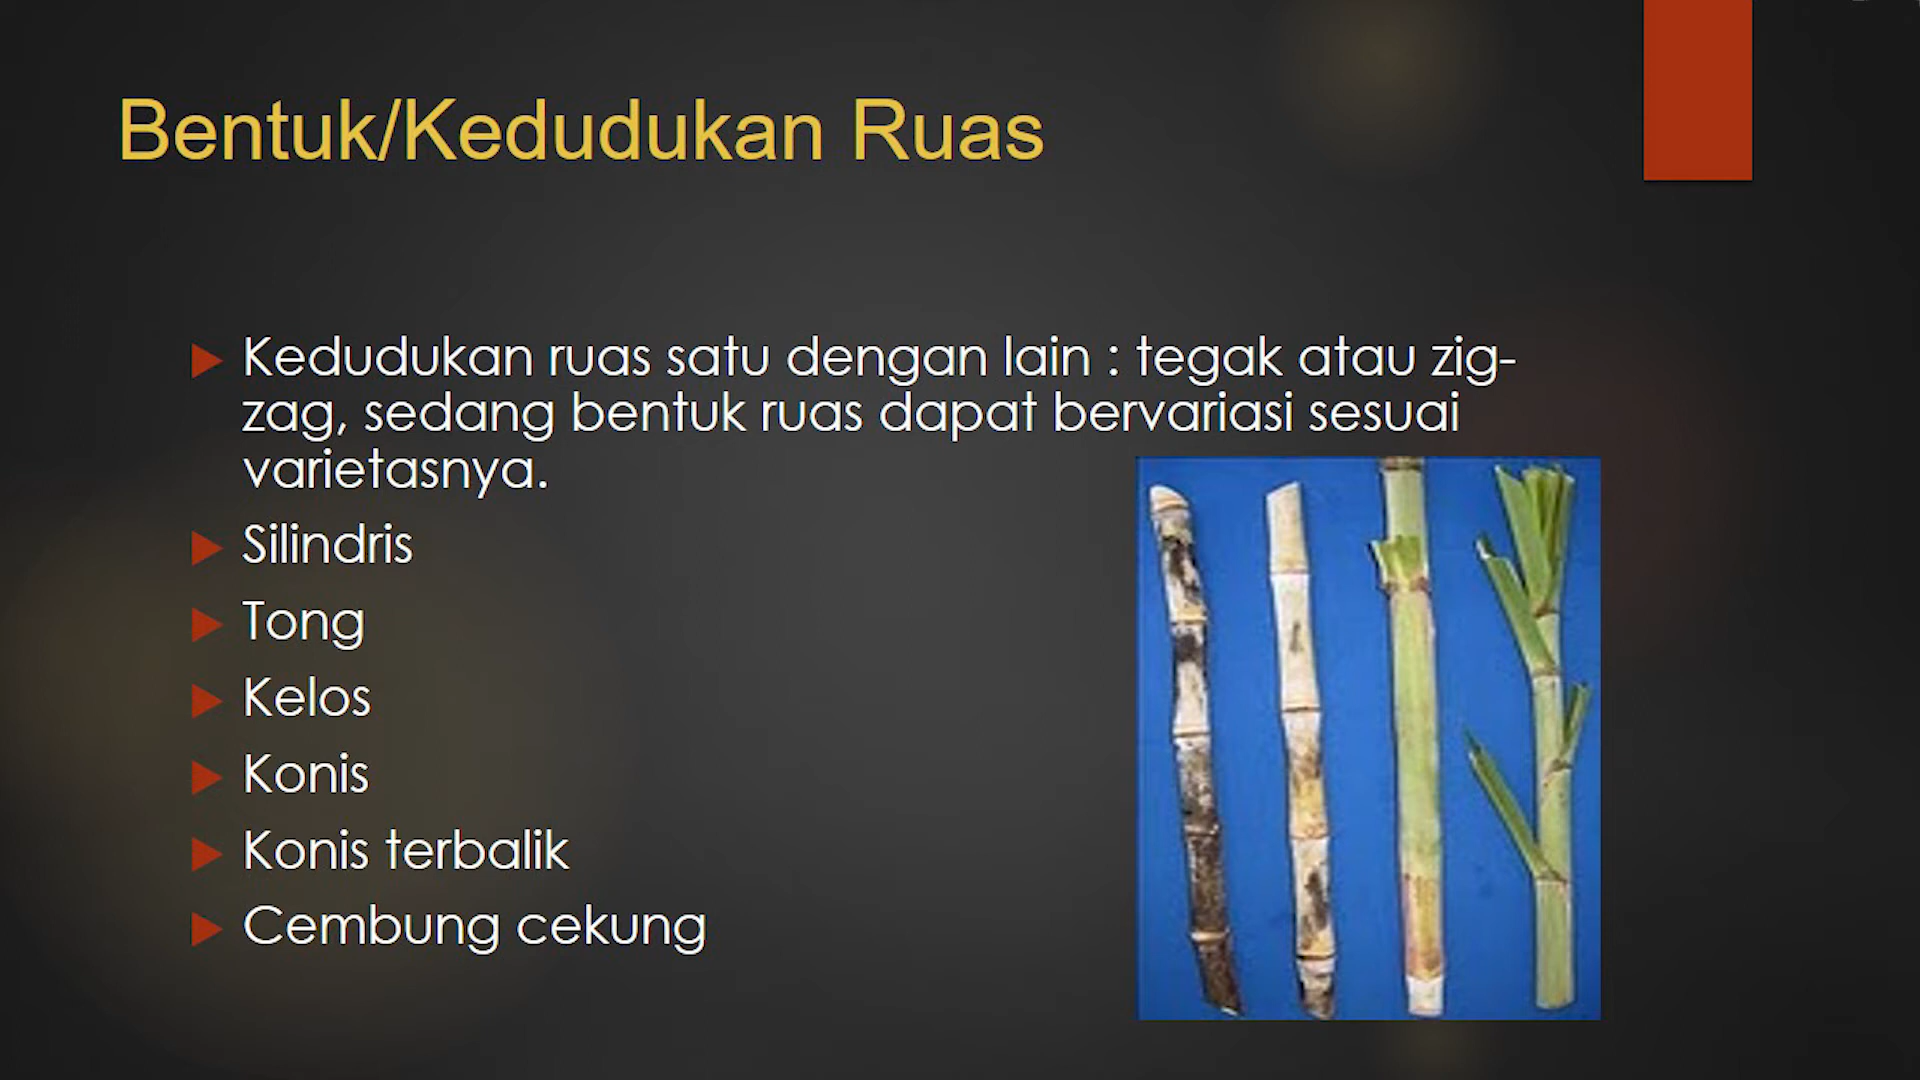 Bentuk/Kedudukan Ruas
Kedudukan ruas satu dengan lain : tegak atau zig-
zag, sedang bentuk ruas dapat bervariasi sesuai
varietasnya.
Silindris
Tong
Kelos
Konis
Konis terbalik
Cembung cekung